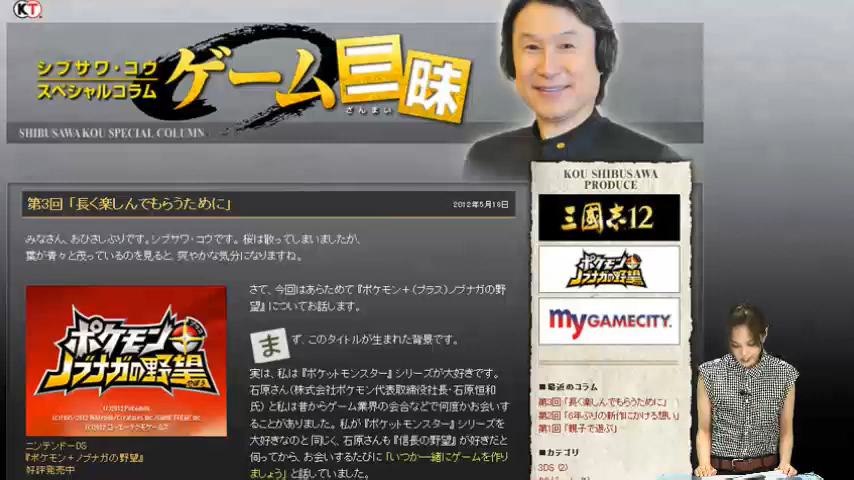 KT
シブサワ・コウ
スペシャルコラム
ゲーム三昧
ざんまい
SHIBUSAWA KOU SPECIAL COLUMN
第3回 「長く楽しんでもらうために」
2012年5月18日
みなさん、おひさしぶりです。シブサワ・コウです。桜は散ってしまいましたが、
葉が青々と茂っているのを見ると、爽やかな気分になりますね。
ポケモン+
ノブナガの野望
ニンテンドーDS
『ポケモン+ノブナガの野望』
好評発売中
さて、今回はあらためて『ポケモン+(プラス)ノブナガの野
望』についてお話します。
まず、このタイトルが生まれた背景です。
実は、私は『ポケットモンスター』シリーズが大好きです。
石原さん(株式会社ポケモン代表取締役社長・石原恒和
氏)と私は昔からゲーム業界の会合などで何度かお会いす
ることがありました。私が『ポケットモンスター』シリーズを
大好きなのと同じく、石原さんも『信長の野望』が好きだと
伺ってから、お会いするたびに「いつか一緒にゲームを作り
ましょう」と話していました。
KOU SHIBUSAWA
PRODUCE
三國志12
ポケモン+
ノブナガの野望
my GAMECITY.
■最近のコラム
第3回「長く楽しんでもらうために」
第2回「6年ぶりの新作にかける想い」
第1回「親子で遊ぶ」
■カテゴリ
3DS (2)